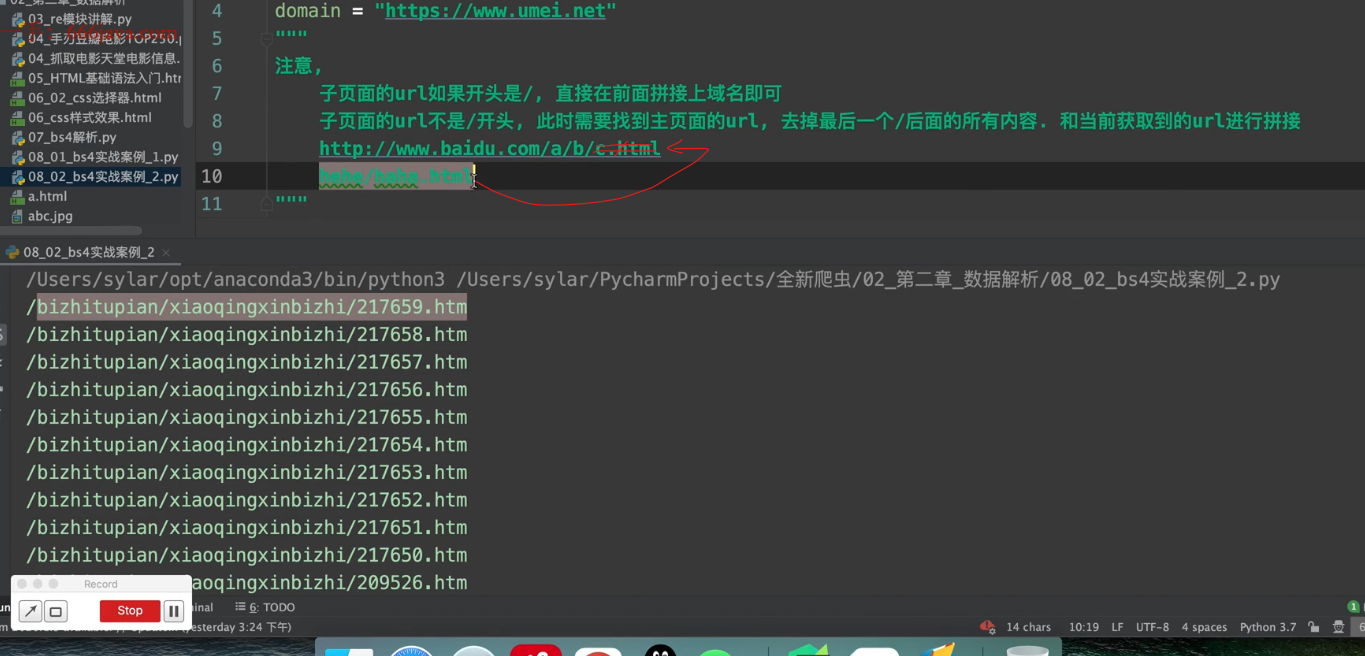 03_re模块讲解.py
04_手刃豆瓣电影TOP250.p
04_抓取电影天堂电影信息.
05_HTML基础语法入门.htr
06_02_css选择器.html
06_css样式效果.html
07_bs4解析.py
08_01_bs4实战案例_1.py
08_02_bs4实战案例_2.py
a.html
abc.jpg
4 domain = "https://www.umei.net"
5 """
6 注意,
7 子页面的url如果开头是/, 直接在前面拼接上域名即可
8 子页面的url不是/开头, 此时需要找到主页面的url, 去掉最后一个/后面的所有内容. 和当前获取到的url进行拼接
9 http://www.baidu.com/a/b/c.html
10 hehe/haha.html
11 """
08_02_bs4实战案例_2
/Users/sylar/opt/anaconda3/bin/python3 /Users/sylar/PycharmProjects/全新爬虫/02_第二章_数据解析/08_02_bs4实战案例_2.py
/bizhitupian/xiaoqingxinbizhi/217659.htm
/bizhitupian/xiaoqingxinbizhi/217658.htm
/bizhitupian/xiaoqingxinbizhi/217657.htm
/bizhitupian/xiaoqingxinbizhi/217656.htm
/bizhitupian/xiaoqingxinbizhi/217655.htm
/bizhitupian/xiaoqingxinbizhi/217654.htm
/bizhitupian/xiaoqingxinbizhi/217653.htm
/bizhitupian/xiaoqingxinbizhi/217652.htm
/bizhitupian/xiaoqingxinbizhi/217651.htm
/bizhitupian/xiaoqingxinbizhi/217650.htm
aoqingxinbizhi/209526.htm
Record
Stop
minal 6: TODO
yesterday 3:24 下午)
14 chars 10:19 LF UTF-8 4 spaces Python 3.7